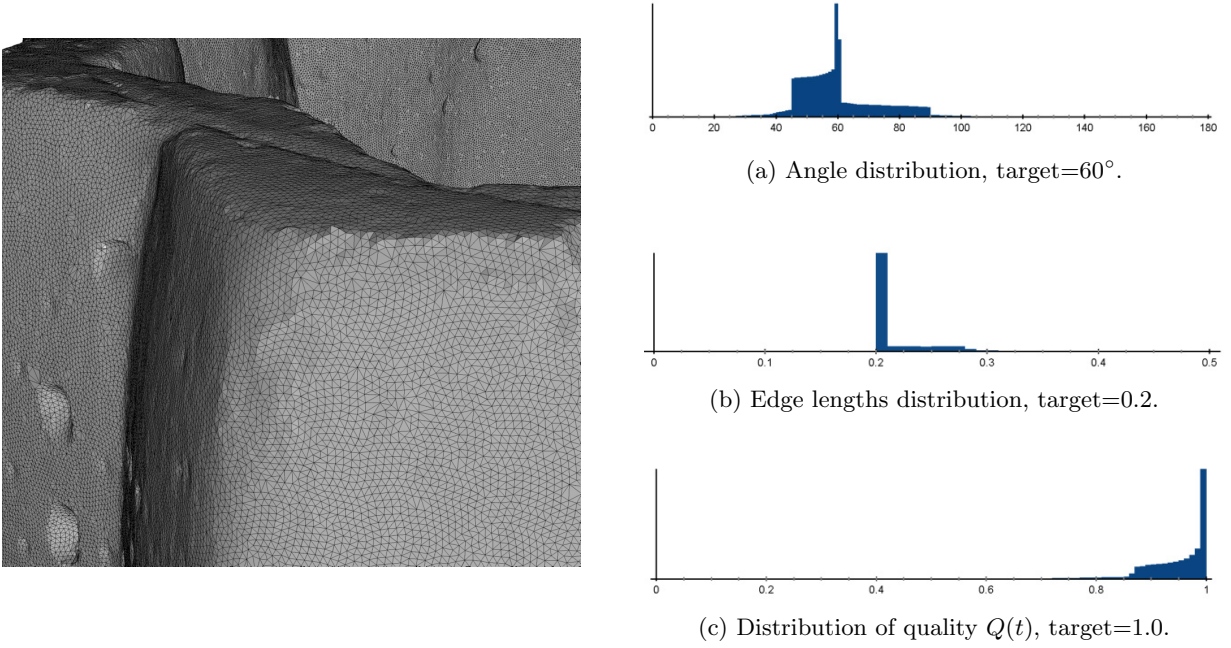 0 20 40 60 80 100 120 140 160 180
(a) Angle distribution, target=60°.
0 0.1 0.2 0.3 0.4 0.5
(b) Edge lengths distribution, target=0.2.
0 0.2 0.4 0.6 0.8 1
(c) Distribution of quality Q(t), target=1.0.